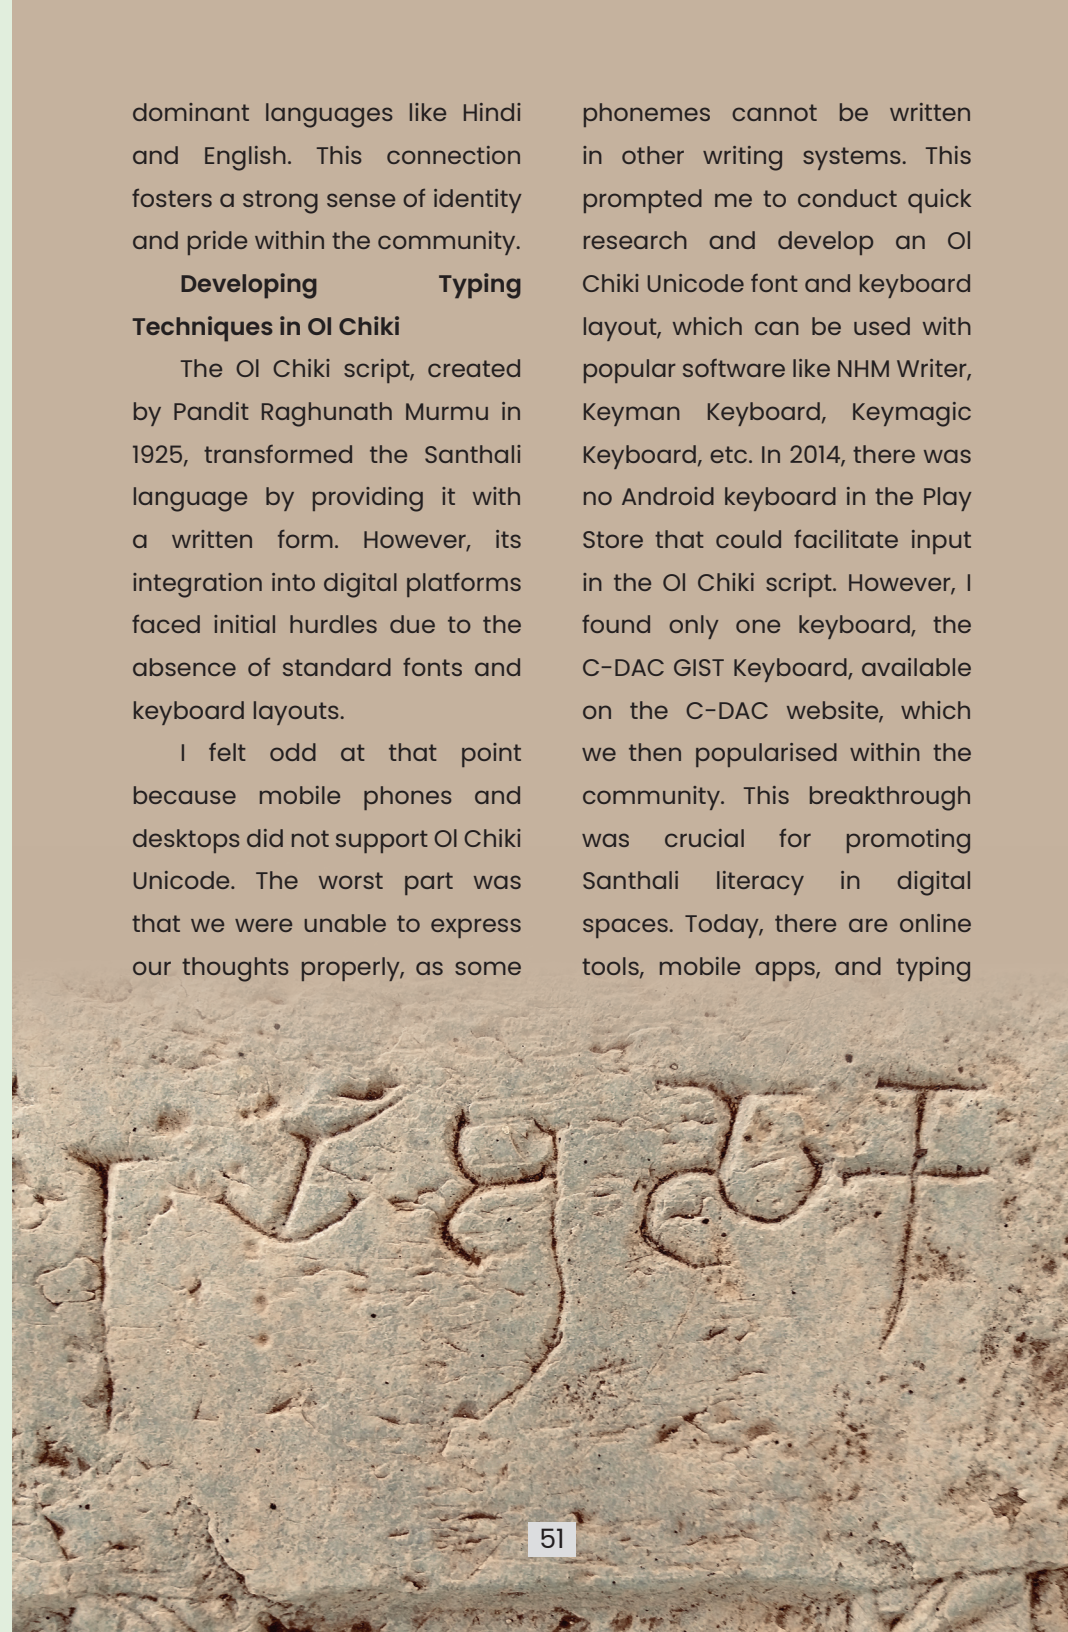 dominant languages like Hindi
and English. This connection
fosters a strong sense of identity
and pride within the community.
Developing Typing
Techniques in Ol Chiki
The Ol Chiki script, created
by Pandit Raghunath Murmu in
1925, transformed the Santhali
language by providing it with
a written form. However, its
integration into digital platforms
faced initial hurdles due to the
absence of standard fonts and
keyboard layouts.
I felt odd at that point
because mobile phones and
desktops did not support Ol Chiki
Unicode. The worst part was
that we were unable to express
our thoughts properly, as some
phonemes cannot be written
in other writing systems. This
prompted me to conduct quick
research and develop an Ol
Chiki Unicode font and keyboard
layout, which can be used with
popular software like NHM Writer,
Keyman Keyboard, Keymagic
Keyboard, etc. In 2014, there was
no Android keyboard in the Play
Store that could facilitate input
in the Ol Chiki script. However, I
found only one keyboard, the
C-DAC GIST Keyboard, available
on the C-DAC website, which
we then popularised within the
community. This breakthrough
was crucial for promoting
Santhali literacy in digital
spaces. Today, there are online
tools, mobile apps, and typing
51